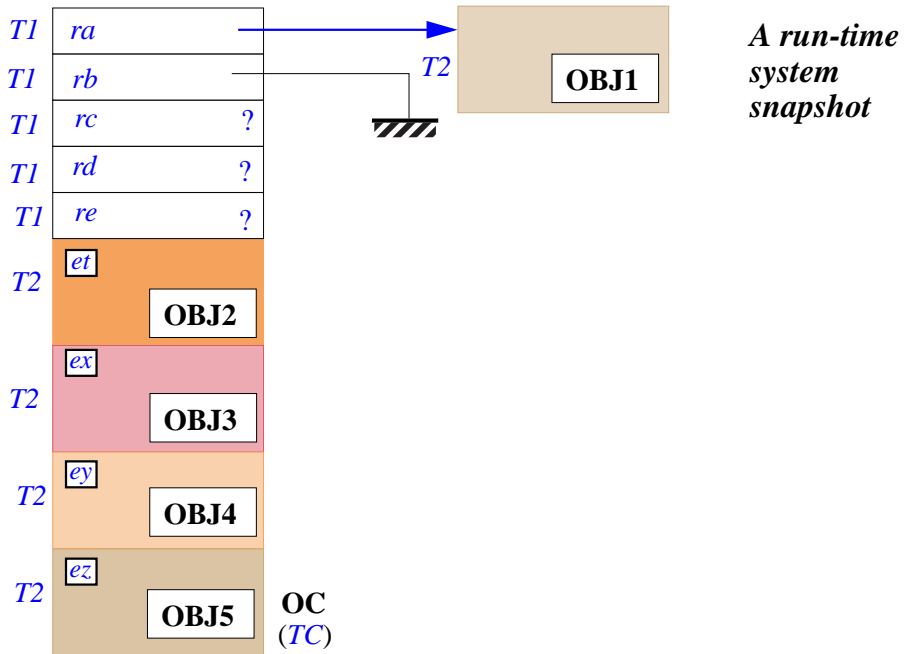 T1 ra
T2 OBJ1
A run-time
system
snapshot
T1 rb
T1 rc ?
T1 rd ?
T1 re ?
T2 et
OBJ2
T2 ex
OBJ3
T2 ey
OBJ4
T2 ez
OBJ5
OC
(TC)